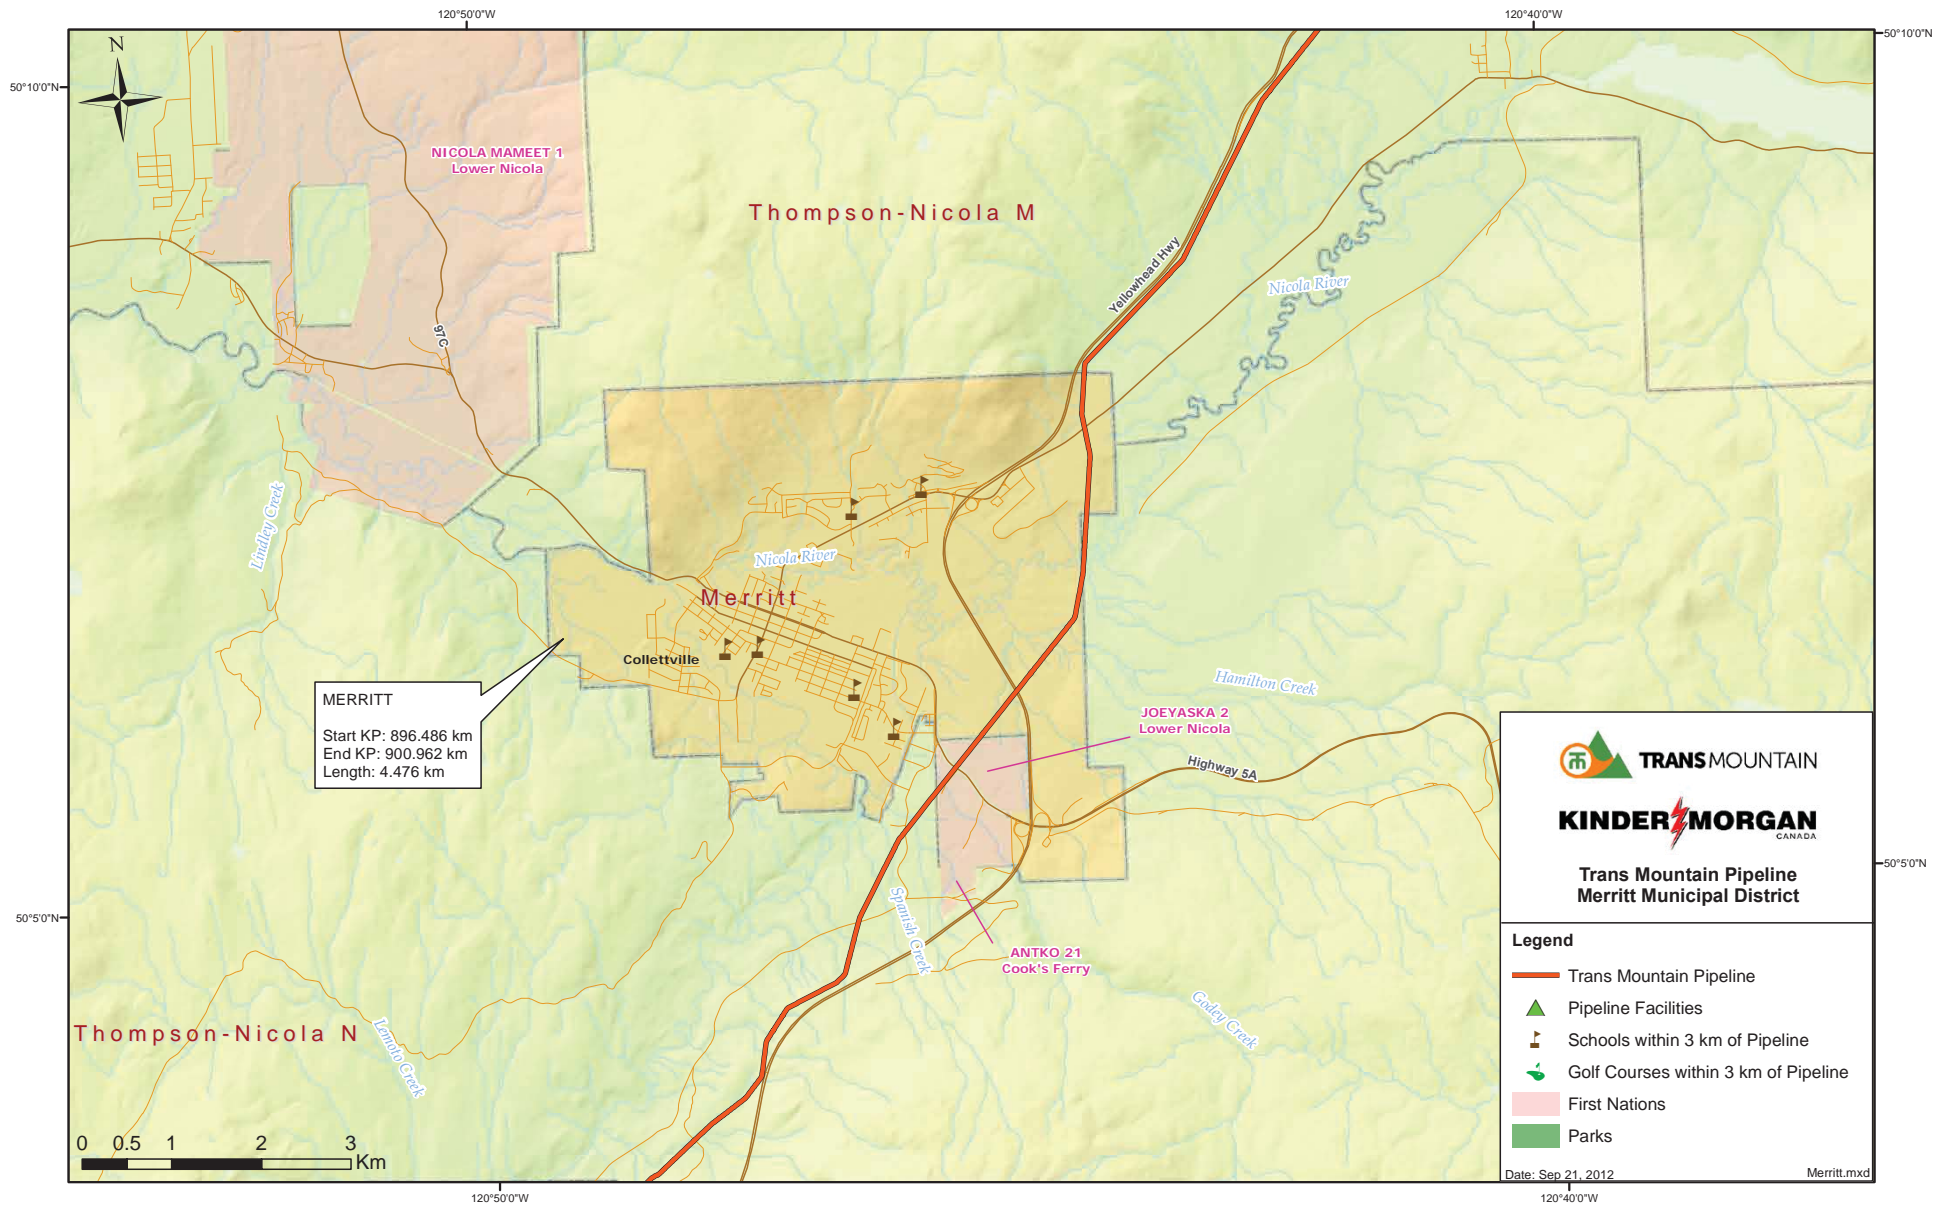 120°50'0"W
120°40'0"W
50°10'0"N
50°10'0"N
N
NICOLA MAMEET 1
Lower Nicola
Thompson-Nicola M
Yellowhead Hwy
Nicola River
97C
Lindley Creek
Nicola River
Merritt
Collettville
MERRITT
Start KP: 896.486 km
End KP: 900.962 km
Length: 4.476 km
Hamilton Creek
JOEYASKA 2
Lower Nicola
Highway 5A
Spanish Creek
ANTKO 21
Cook's Ferry
Godey Creek
50°5'0"N
50°5'0"N
Thompson-Nicola N
Lemoto Creek
0 0.5 1 2 3
Km
120°50'0"W
120°40'0"W
TM
TRANSMOUNTAIN
KINDER MORGAN
CANADA
Trans Mountain Pipeline
Merritt Municipal District
Legend
Trans Mountain Pipeline
Pipeline Facilities
Schools within 3 km of Pipeline
Golf Courses within 3 km of Pipeline
First Nations
Parks
Date: Sep 21, 2012
Merritt.mxd